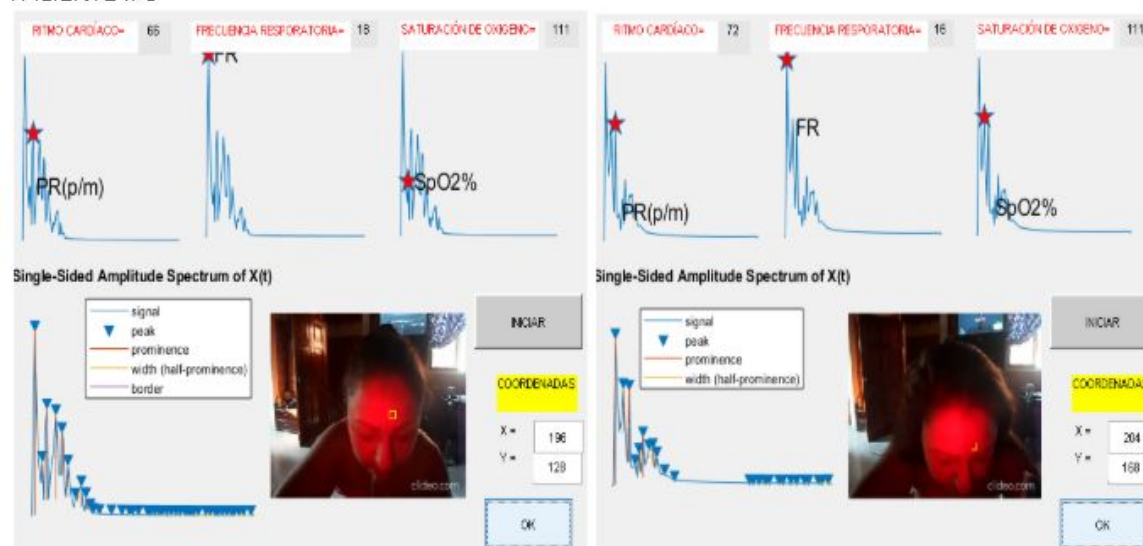 RITMO CARDÍACO= 65 FRECUENCIA RESPORATORIA= 18 SATURACIÓN DE OXIGENO= 111
FR
PR(p/m)
SpO2%
Single-Sided Amplitude Spectrum of X(t)
signal
peak
prominence
width (half-prominence)
border
INICIAR
COORDENADAS
X = 196
Y = 128
clideo.com
OK
RITMO CARDÍACO= 72 FRECUENCIA RESPORATORIA= 16 SATURACIÓN DE OXIGENO= 111
FR
PR(p/m)
SpO2%
Single-Sided Amplitude Spectrum of X(t)
signal
peak
prominence
width (half-prominence)
INICIAR
COORDENADAS
X = 204
Y = 168
clideo.com
OK